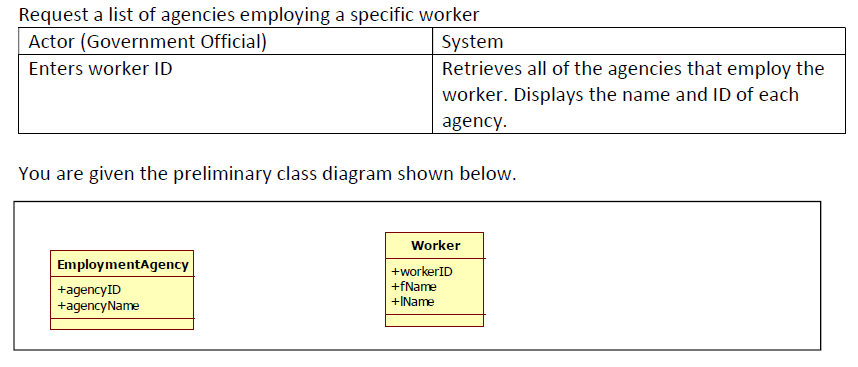 Request a list of agencies employing a specific worker
Actor (Government Official)
System
Enters worker ID
Retrieves all of the agencies that employ the
worker. Displays the name and ID of each
agency.
You are given the preliminary class diagram shown below.
EmploymentAgency
+agencyID
+agencyName
Worker
+workerID
+fName
+lName